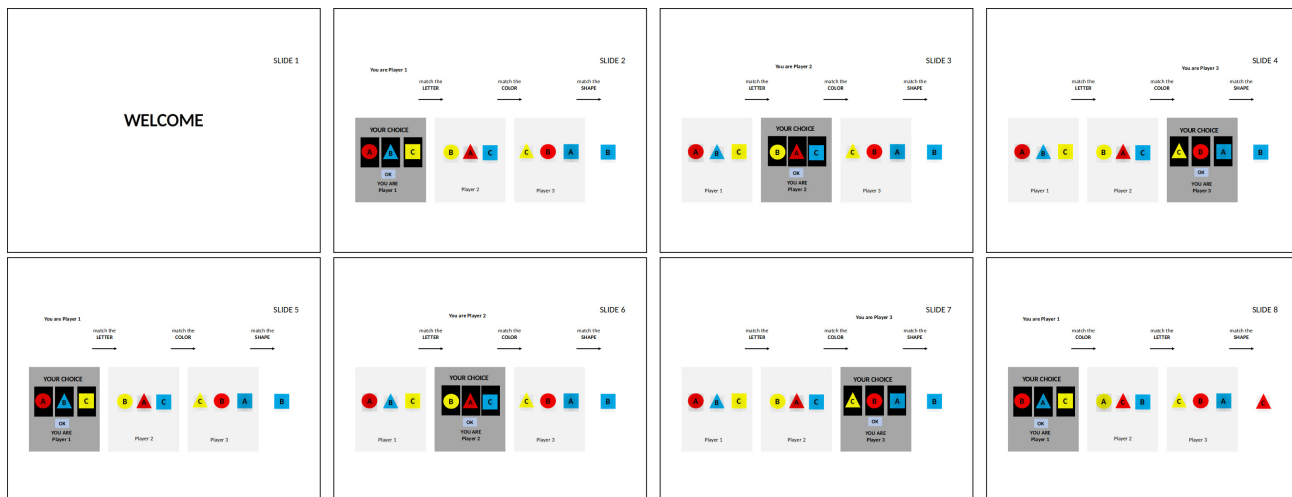 SLIDE 1
WELCOME
SLIDE 2
You are Player 1
match the match the match the
LETTER COLOR SHAPE
YOUR CHOICE
A B C B A C C B A B
OK
YOU ARE
Player 1 Player 2 Player 3
SLIDE 3
You are Player 2
match the match the match the
LETTER COLOR SHAPE
YOUR CHOICE
A B C B A C C B A B
OK
YOU ARE
Player 1 Player 2 Player 3
SLIDE 4
You are Player 3
match the match the match the
LETTER COLOR SHAPE
YOUR CHOICE
A B C B A C C B A B
OK
YOU ARE
Player 1 Player 2 Player 3
SLIDE 5
You are Player 1
match the match the match the
LETTER COLOR SHAPE
YOUR CHOICE
A B C B A C C B A B
OK
YOU ARE
Player 1 Player 2 Player 3
SLIDE 6
You are Player 2
match the match the match the
LETTER COLOR SHAPE
YOUR CHOICE
A B C B A C C B A B
OK
YOU ARE
Player 1 Player 2 Player 3
SLIDE 7
You are Player 3
match the match the match the
LETTER COLOR SHAPE
YOUR CHOICE
A B C B A C C B A B
OK
YOU ARE
Player 1 Player 2 Player 3
SLIDE 8
You are Player 1
match the match the match the
COLOR LETTER SHAPE
YOUR CHOICE
B A C A C B C B A C
OK
YOU ARE
Player 1 Player 2 Player 3